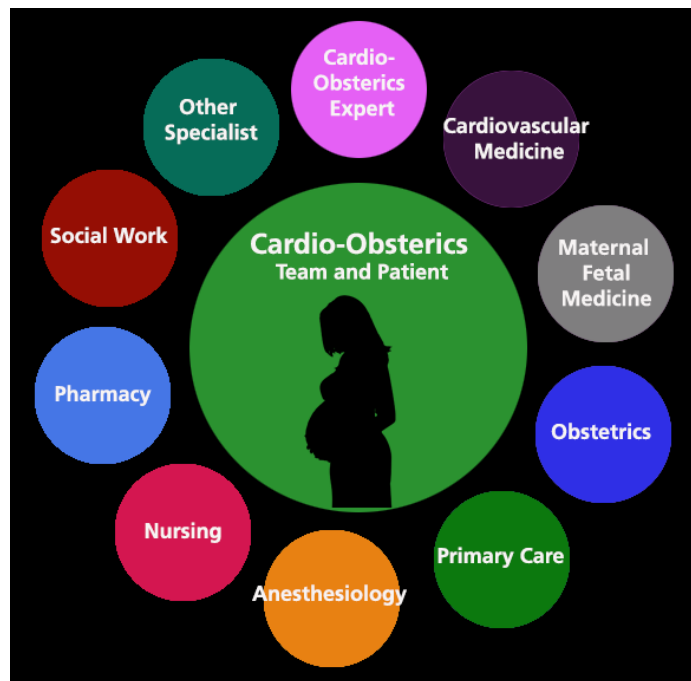 Cardio-
Obsterics
Expert
Cardiovascular
Medicine
Maternal
Fetal
Medicine
Obstetrics
Primary Care
Anesthesiology
Nursing
Pharmacy
Social Work
Other
Specialist
Cardio-Obsterics
Team and Patient